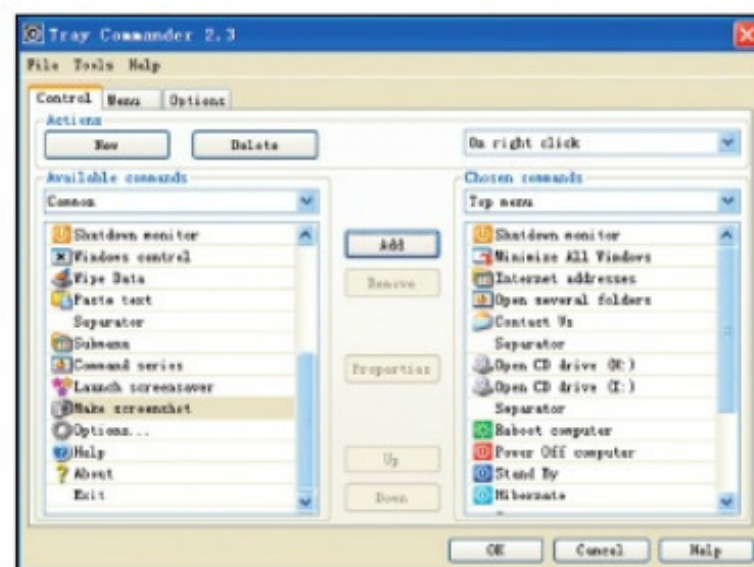 Tray Commander 2.3
File Tools Help
Control Menu Options
Actions
New Delete On right click
Available commands
Common
Shutdown monitor
Windows control
Wipe Data
Paste text
Separator
Submenu
Command series
Launch screensaver
Make screenshot
Options...
Help
About
Exit
Add
Remove
Properties
Up
Down
Chosen commands
Top menu
Shutdown monitor
Minimize All Windows
Internet addresses
Open several folders
Contact Us
Separator
Open CD drive (H:)
Open CD drive (I:)
Separator
Reboot computer
Power Off computer
Stand By
Hibernate
OK Cancel Help